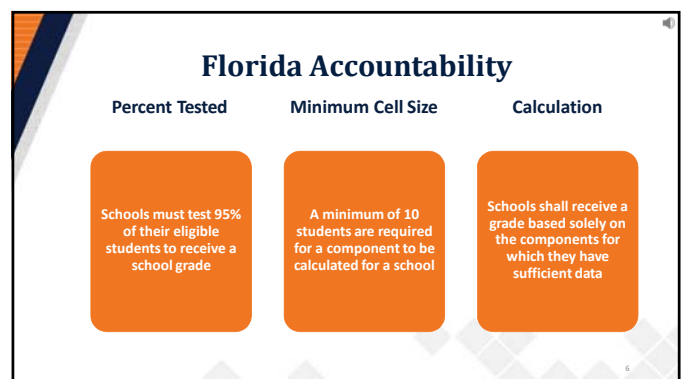 Florida Accountability
Percent Tested
Minimum Cell Size
Calculation
Schools must test 95%
of their eligible
students to receive a
school grade
A minimum of 10
students are required
for a component to be
calculated for a school
Schools shall receive a
grade based solely on
the components for
which they have
sufficient data
6